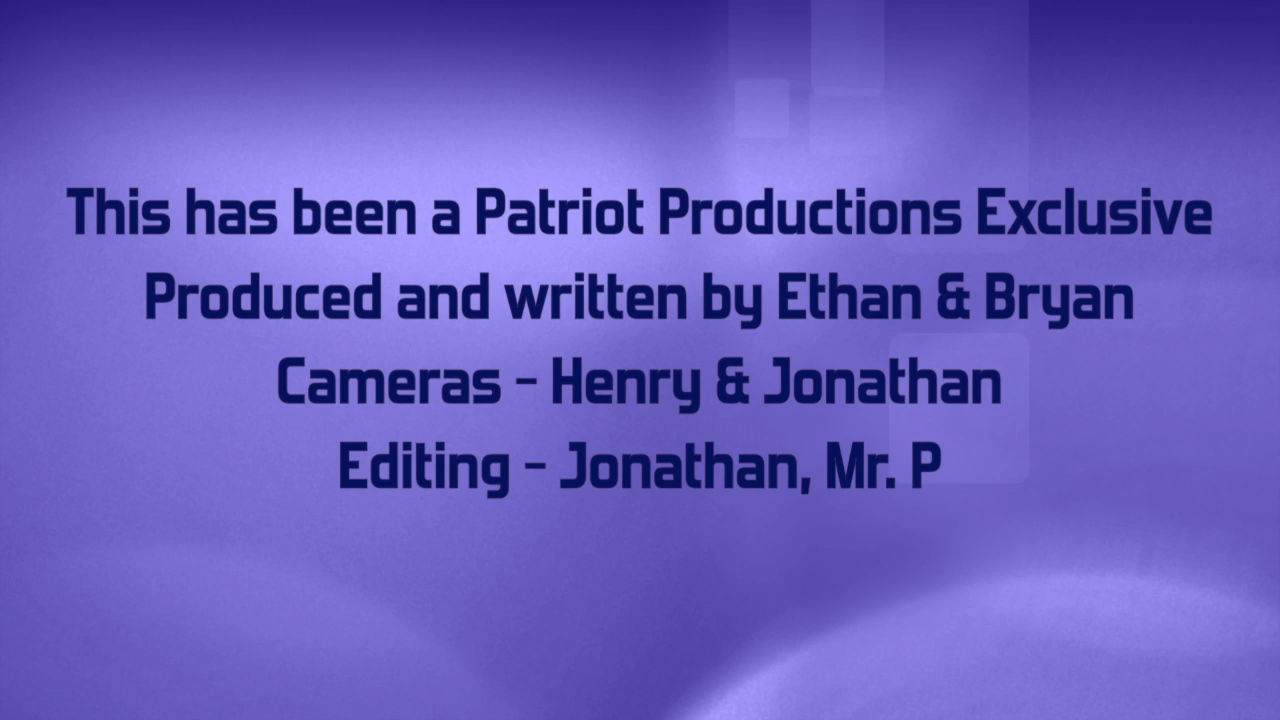 This has been a Patriot Productions Exclusive
Produced and written by Ethan & Bryan
Cameras - Henry & Jonathan
Editing - Jonathan, Mr. P